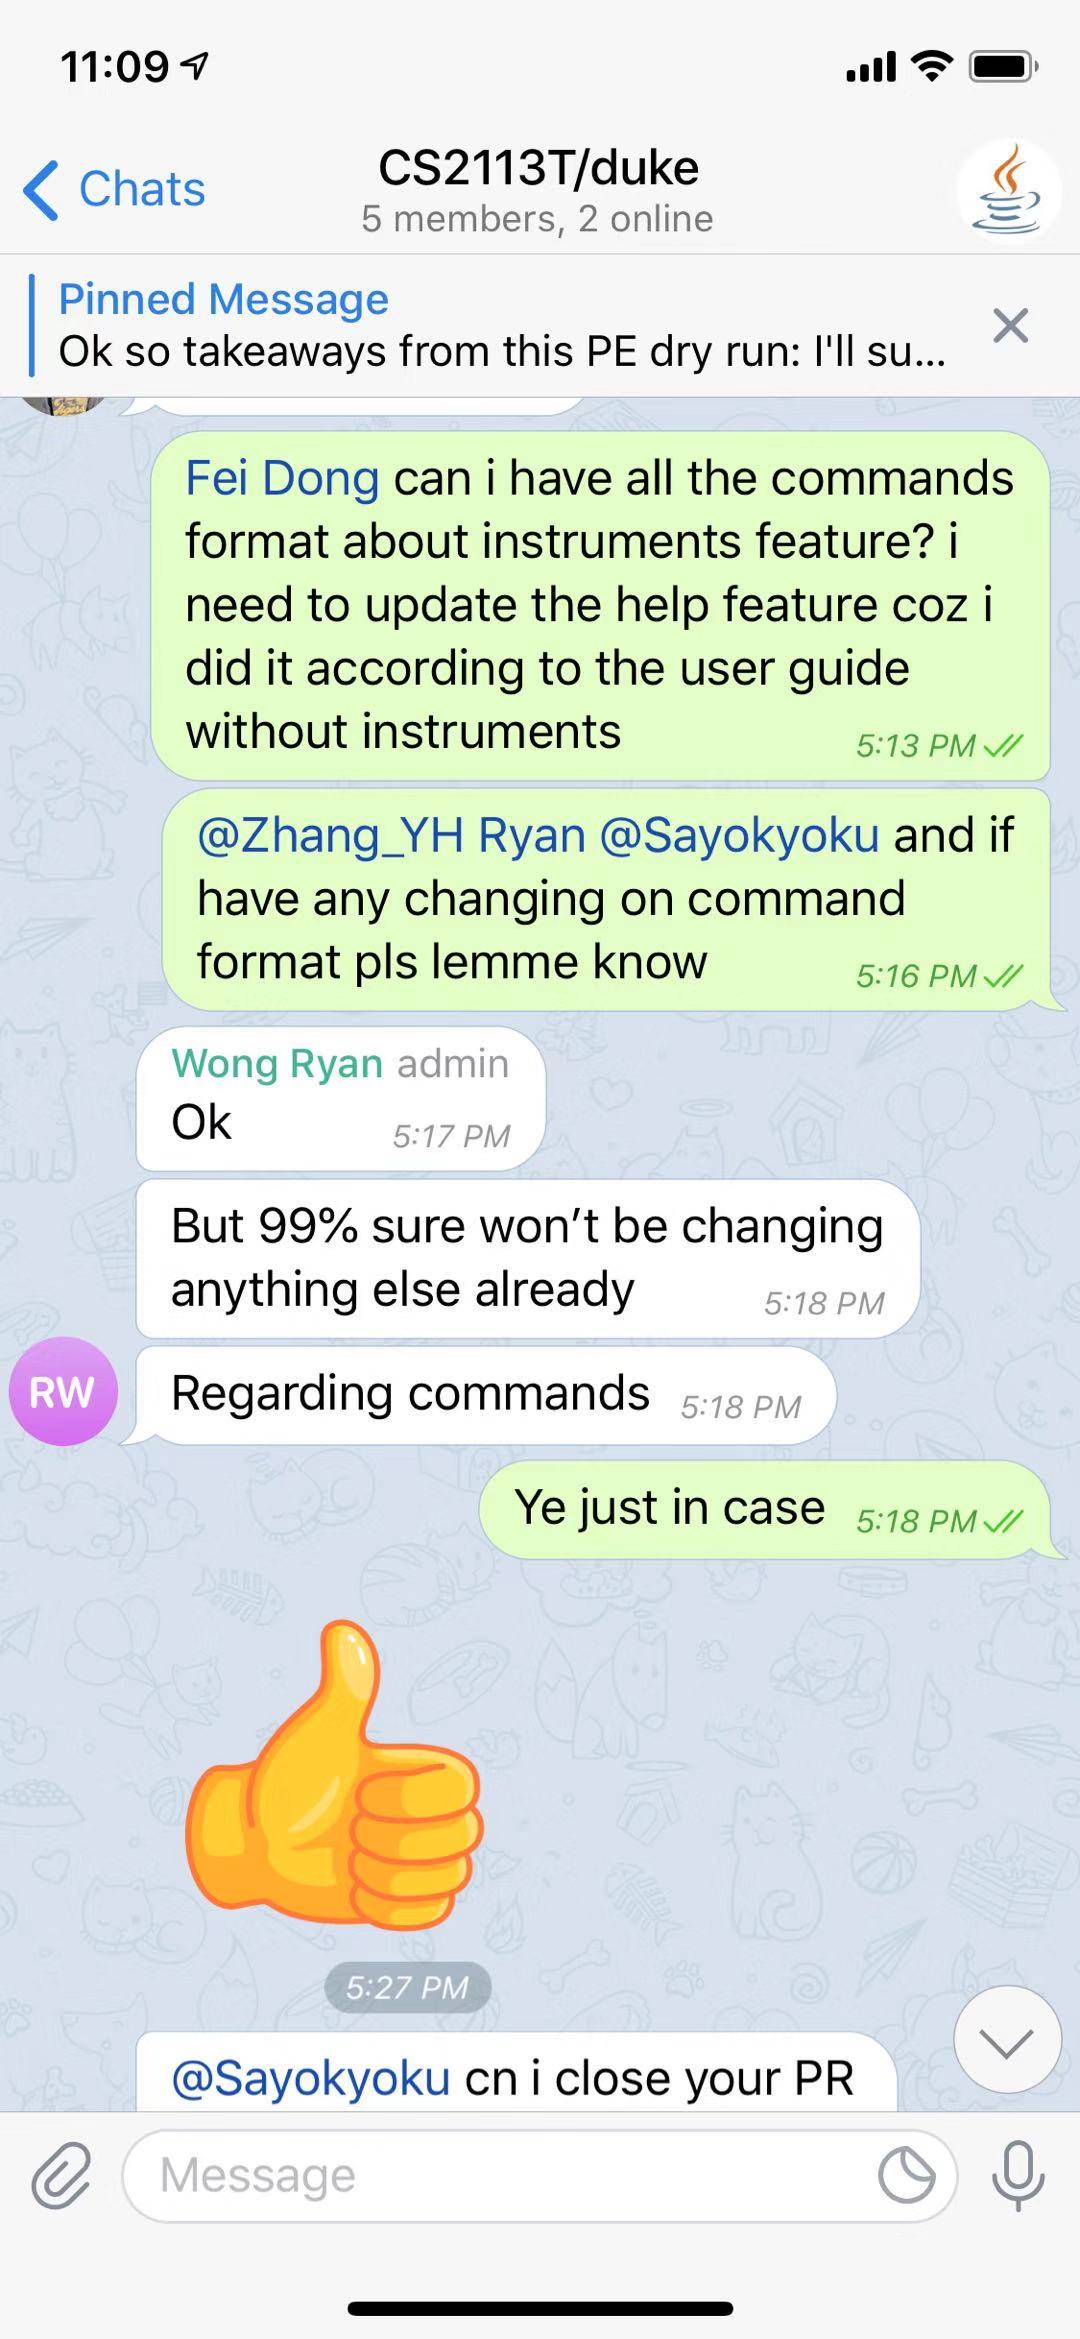 11:09
Chats
CS2113T/duke
5 members, 2 online
Pinned Message
Ok so takeaways from this PE dry run: I'll su...
Fei Dong can i have all the commands
format about instruments feature? i
need to update the help feature coz i
did it according to the user guide
without instruments
5:13 PM
@Zhang_YH Ryan @Sayokyoku and if
have any changing on command
format pls lemme know
5:16 PM
Wong Ryan admin
Ok
5:17 PM
But 99% sure won’t be changing
anything else already
5:18 PM
RW
Regarding commands
5:18 PM
Ye just in case
5:18 PM
5:27 PM
@Sayokyoku cn i close your PR
Message